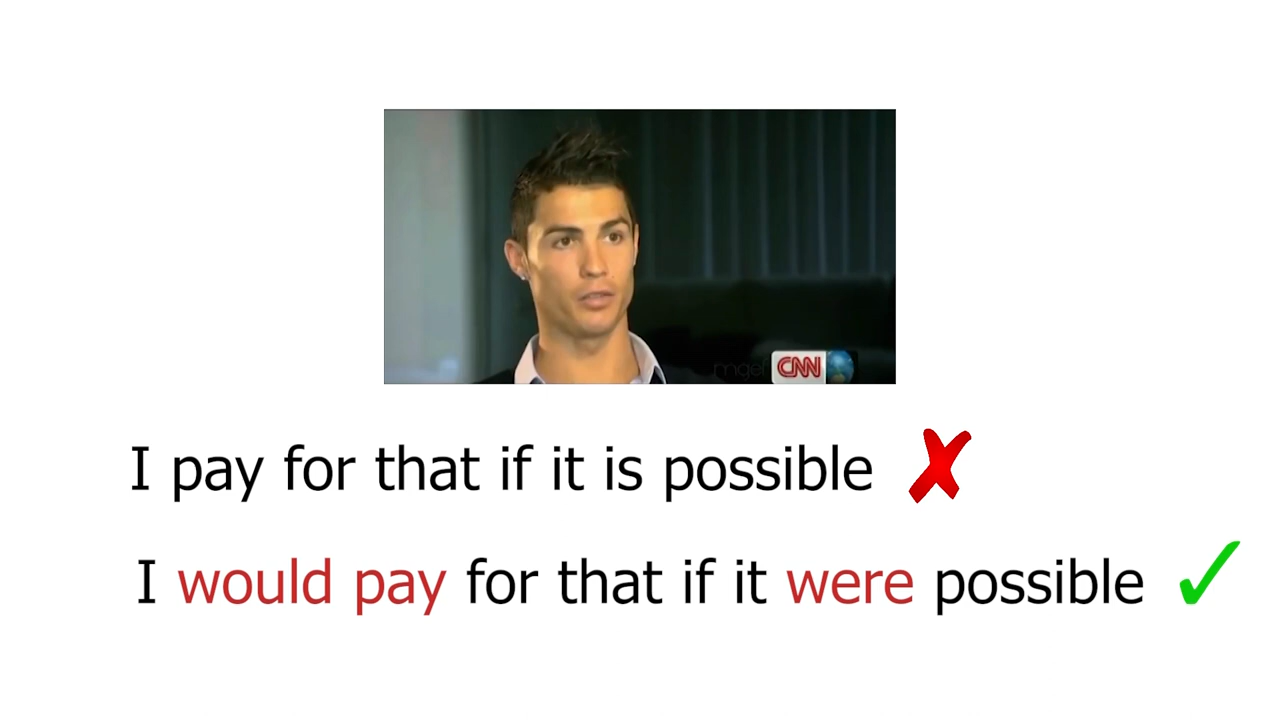 CNN
I pay for that if it is possible
I would pay for that if it were possible